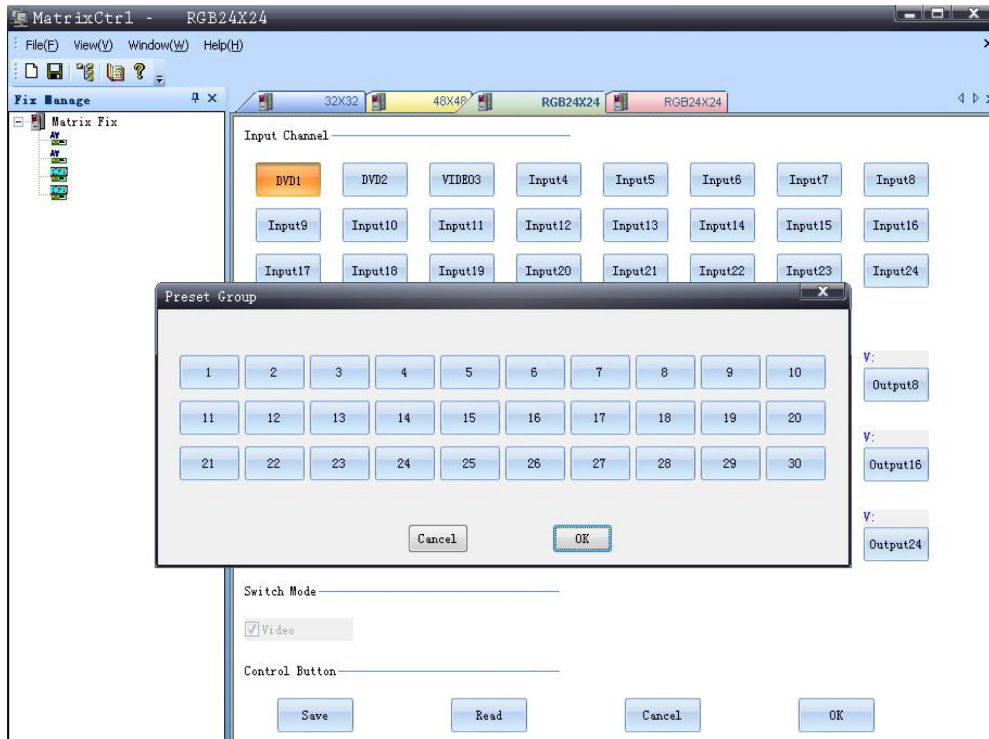 MatrixCtrl - RGB24X24
File(F) View(V) Window(W) Help(H)
Fix Manage
32X32 48X48 RGB24X24 RGB24X24
Matrix Fix
AV
AV
Input Channel
DVD1 DVD2 VIDEO3 Input4 Input5 Input6 Input7 Input8
Input9 Input10 Input11 Input12 Input13 Input14 Input15 Input16
Input17 Input18 Input19 Input20 Input21 Input22 Input23 Input24
Preset Group
1 2 3 4 5 6 7 8 9 10
11 12 13 14 15 16 17 18 19 20
21 22 23 24 25 26 27 28 29 30
Cancel OK
V:
Output8
V:
Output16
V:
Output24
Switch Mode
Video
Control Button
Save Read Cancel OK